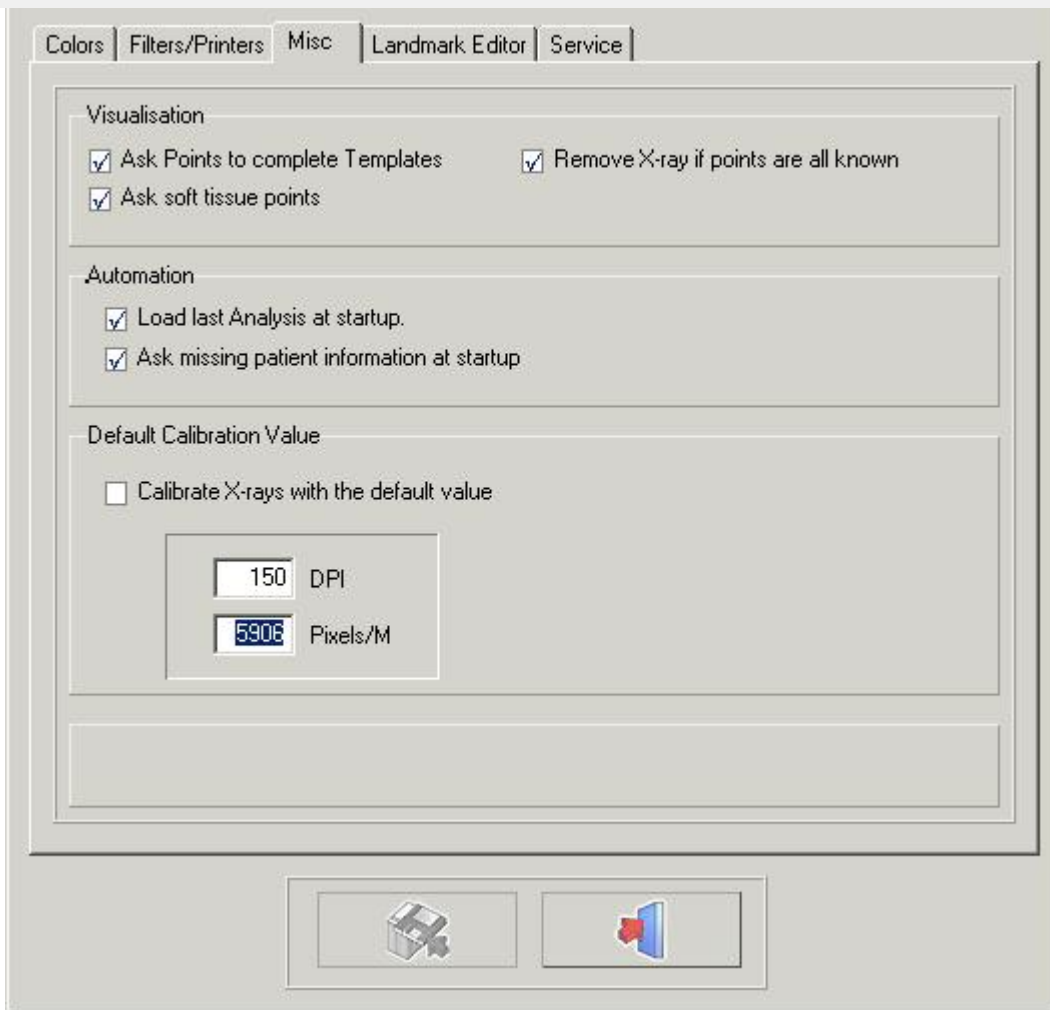 Colors Filters/Printers Misc Landmark Editor Service
Visualisation
Ask Points to complete Templates Remove X-ray if points are all known
Ask soft tissue points
Automation
Load last Analysis at startup.
Ask missing patient information at startup
Default Calibration Value
Calibrate X-rays with the default value
150 DPI
5906 Pixels/M